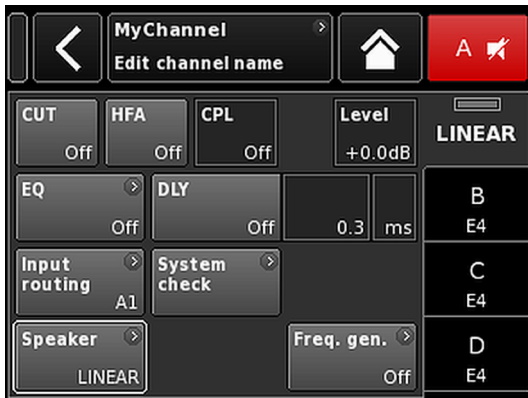 MyChannel
Edit channel name
A
CUT
Off
HFA
Off
CPL
Off
Level
+0.0dB
LINEAR
EQ
Off
DLY
Off
0.3
ms
B
E4
Input
routing
A1
System
check
C
E4
Speaker
LINEAR
Freq. gen.
Off
D
E4